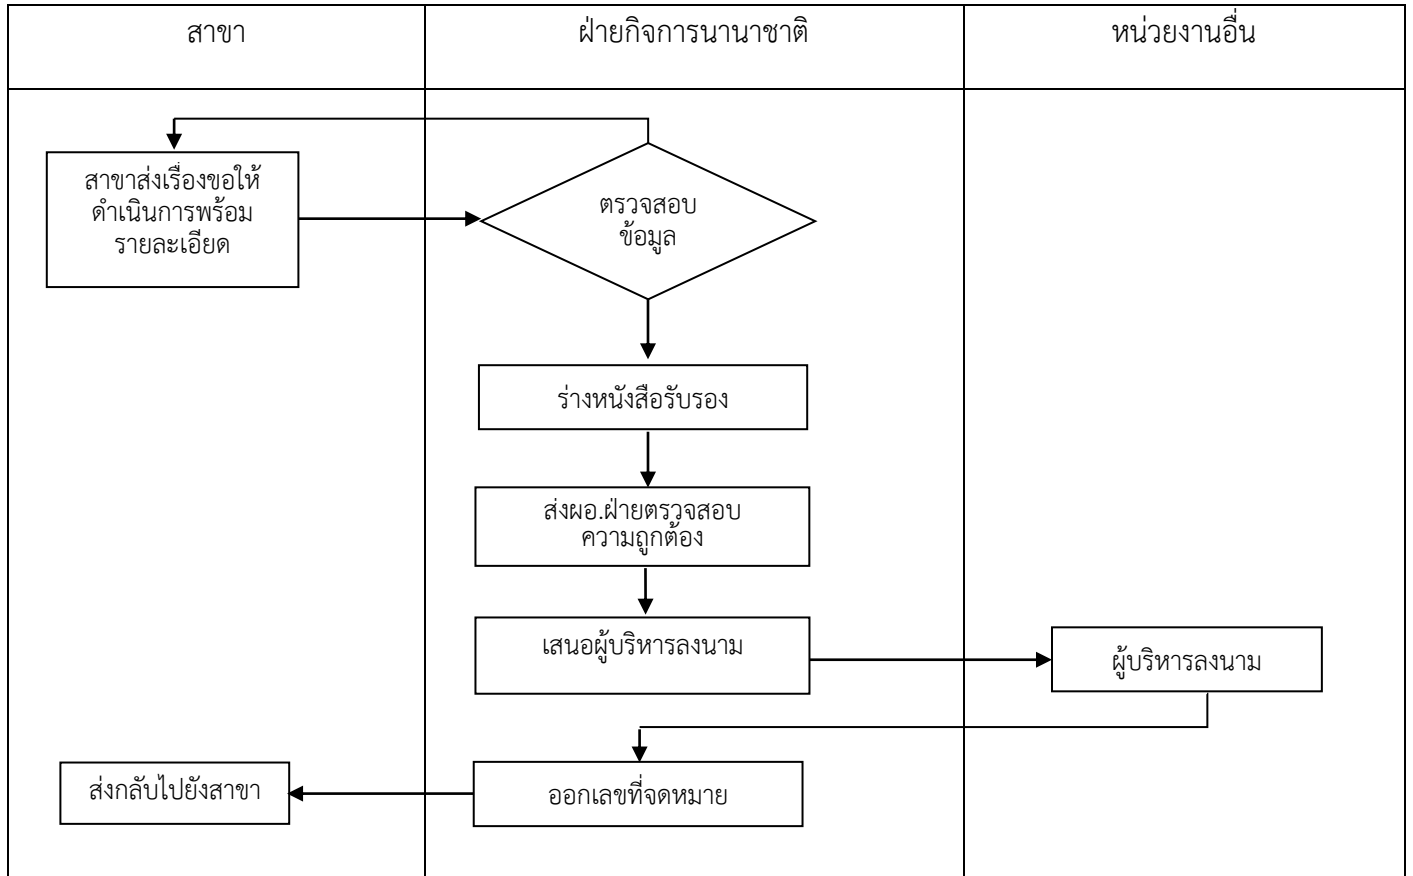 สาขา
ฝ่ายกิจการนานาชาติ
หน่วยงานอื่น
สาขาส่งเรื่องขอให้
ดำเนินการพร้อม
รายละเอียด
ตรวจสอบ
ข้อมูล
ร่างหนังสือรับรอง
ส่งผอ.ฝ่ายตรวจสอบ
ความถูกต้อง
เสนอผู้บริหารลงนาม
ผู้บริหารลงนาม
ส่งกลับไปยังสาขา
ออกเลขที่จดหมาย